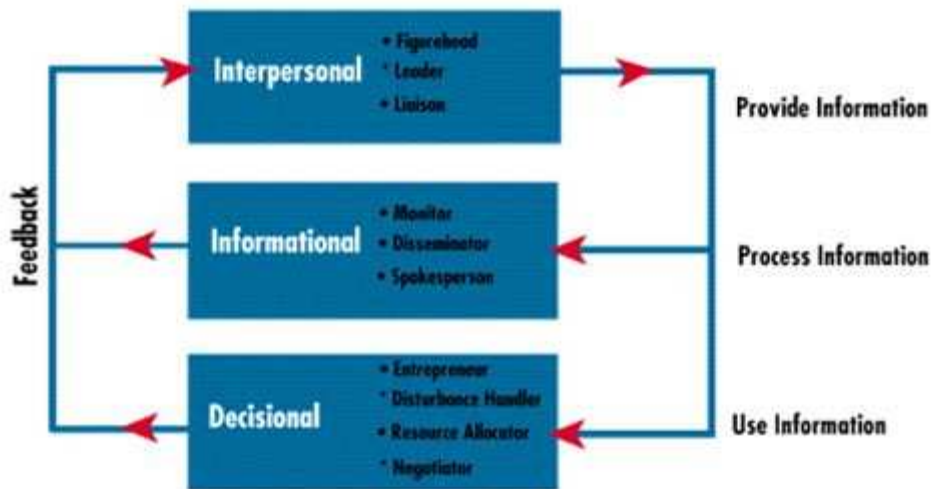 Interpersonal
• Figurehead
* Leader
• Liaison
Provide Information
Feedback
Informational
• Monitor
• Disseminator
• Spokesperson
Process Information
Decisional
• Entrepreneur
* Disturbance Handler
• Resource Allocator
* Negotiator
Use Information